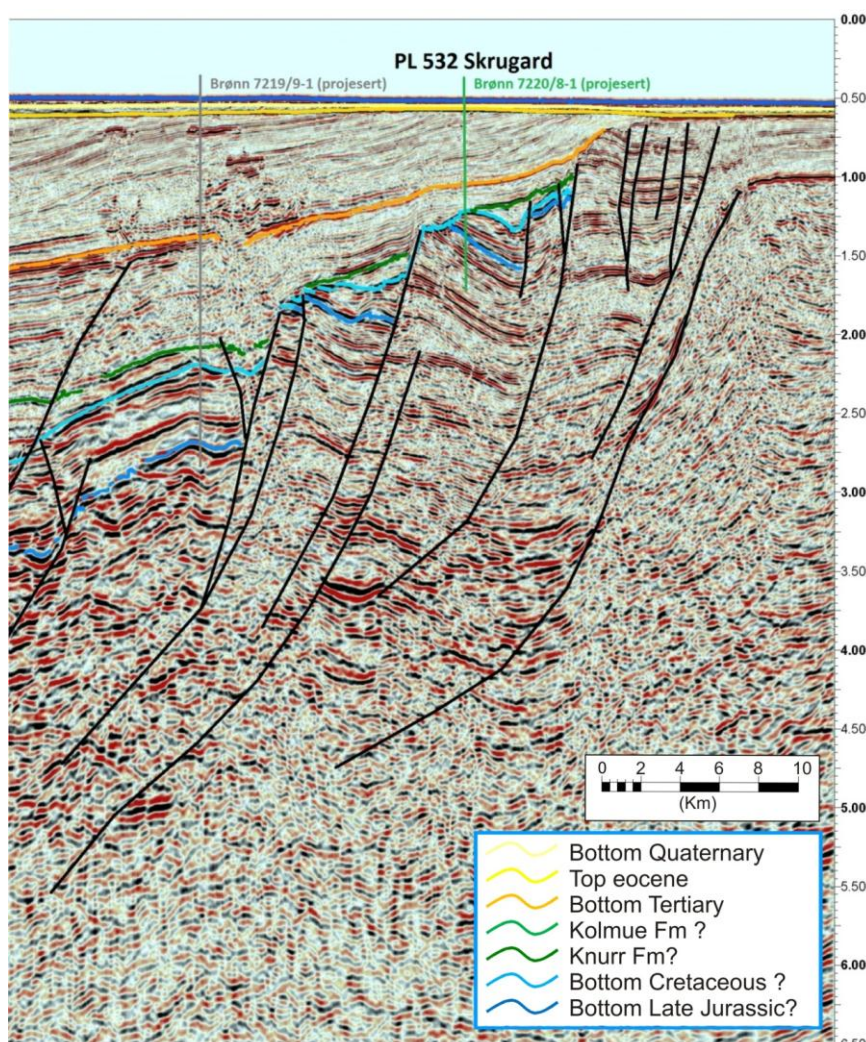 PL 532 Skrugard
Brønn 7219/9-1 (projesert)
Brønn 7220/8-1 (projesert)
0.00
0.50
1.00
1.50
2.00
2.50
3.00
3.50
4.00
4.50
5.00
5.50
6.00
6.50
0 2 4 6 8 10
(Km)
Bottom Quaternary
Top eocene
Bottom Tertiary
Kolmue Fm ?
Knurr Fm?
Bottom Cretaceous ?
Bottom Late Jurassic?